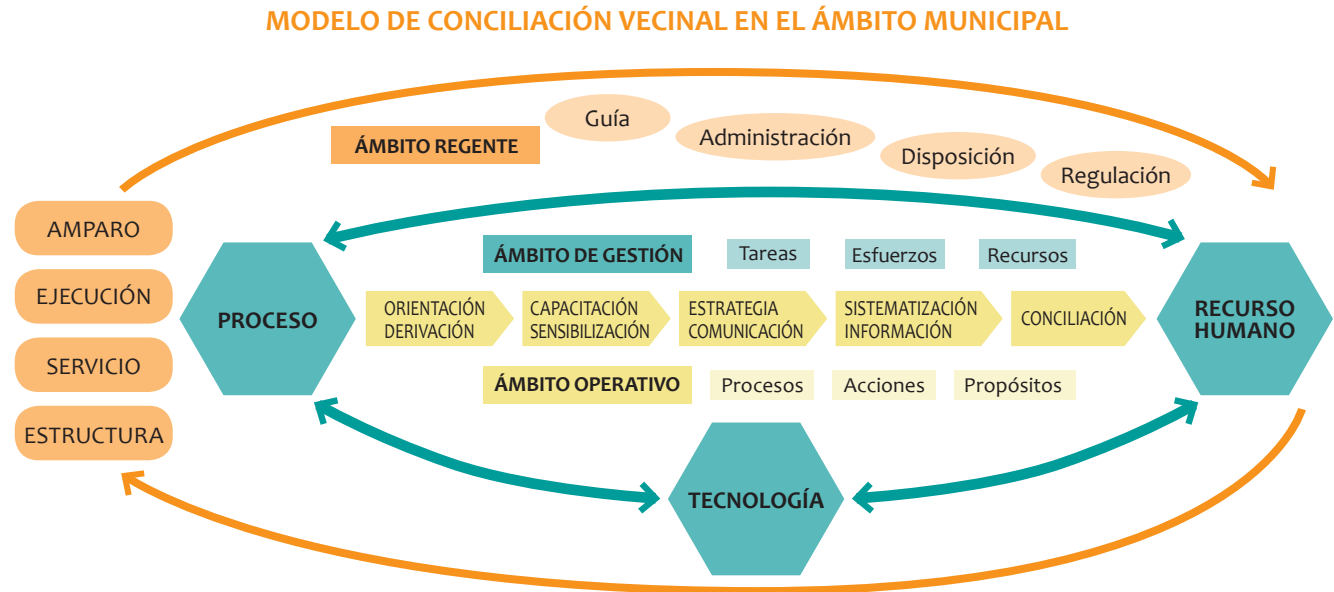 MODELO DE CONCILIACIÓN VECINAL EN EL ÁMBITO MUNICIPAL
ÁMBITO REGENTE
Guía
Administración
Disposición
Regulación
AMPARO
EJECUCIÓN
SERVICIO
ESTRUCTURA
PROCESO
ÁMBITO DE GESTIÓN
Tareas
Esfuerzos
Recursos
ORIENTACIÓN
DERIVACIÓN
CAPACITACIÓN
SENSIBILIZACIÓN
ESTRATEGIA
COMUNICACIÓN
SISTEMATIZACIÓN
INFORMACIÓN
CONCILIACIÓN
RECURSO
HUMANO
ÁMBITO OPERATIVO
Procesos
Acciones
Propósitos
TECNOLOGÍA